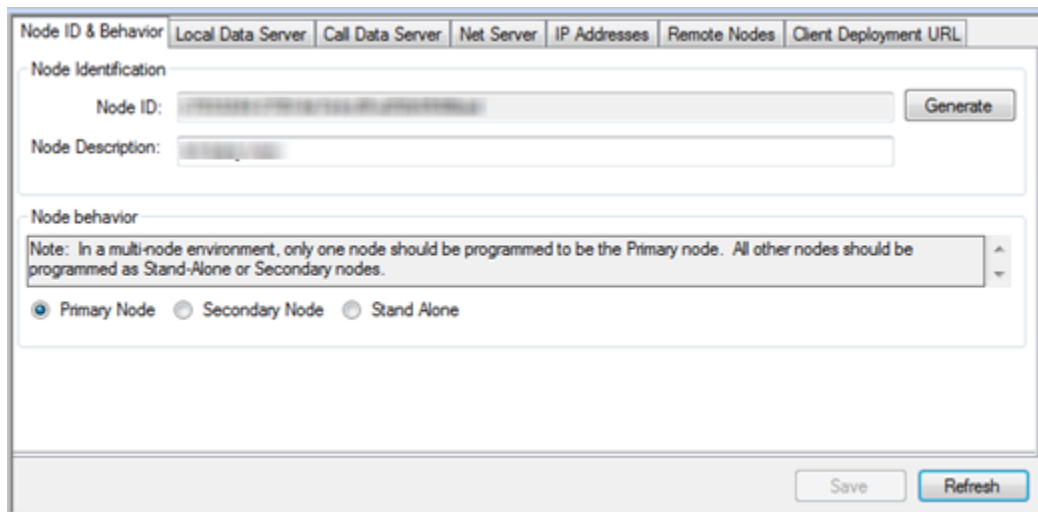 Node ID & Behavior Local Data Server Call Data Server Net Server IP Addresses Remote Nodes Client Deployment URL
Node Identification
Node ID: Generate
Node Description:
Node behavior
Note: In a multi-node environment, only one node should be programmed to be the Primary node. All other nodes should be
programmed as Stand-Alone or Secondary nodes.
Primary Node Secondary Node Stand Alone
Save Refresh